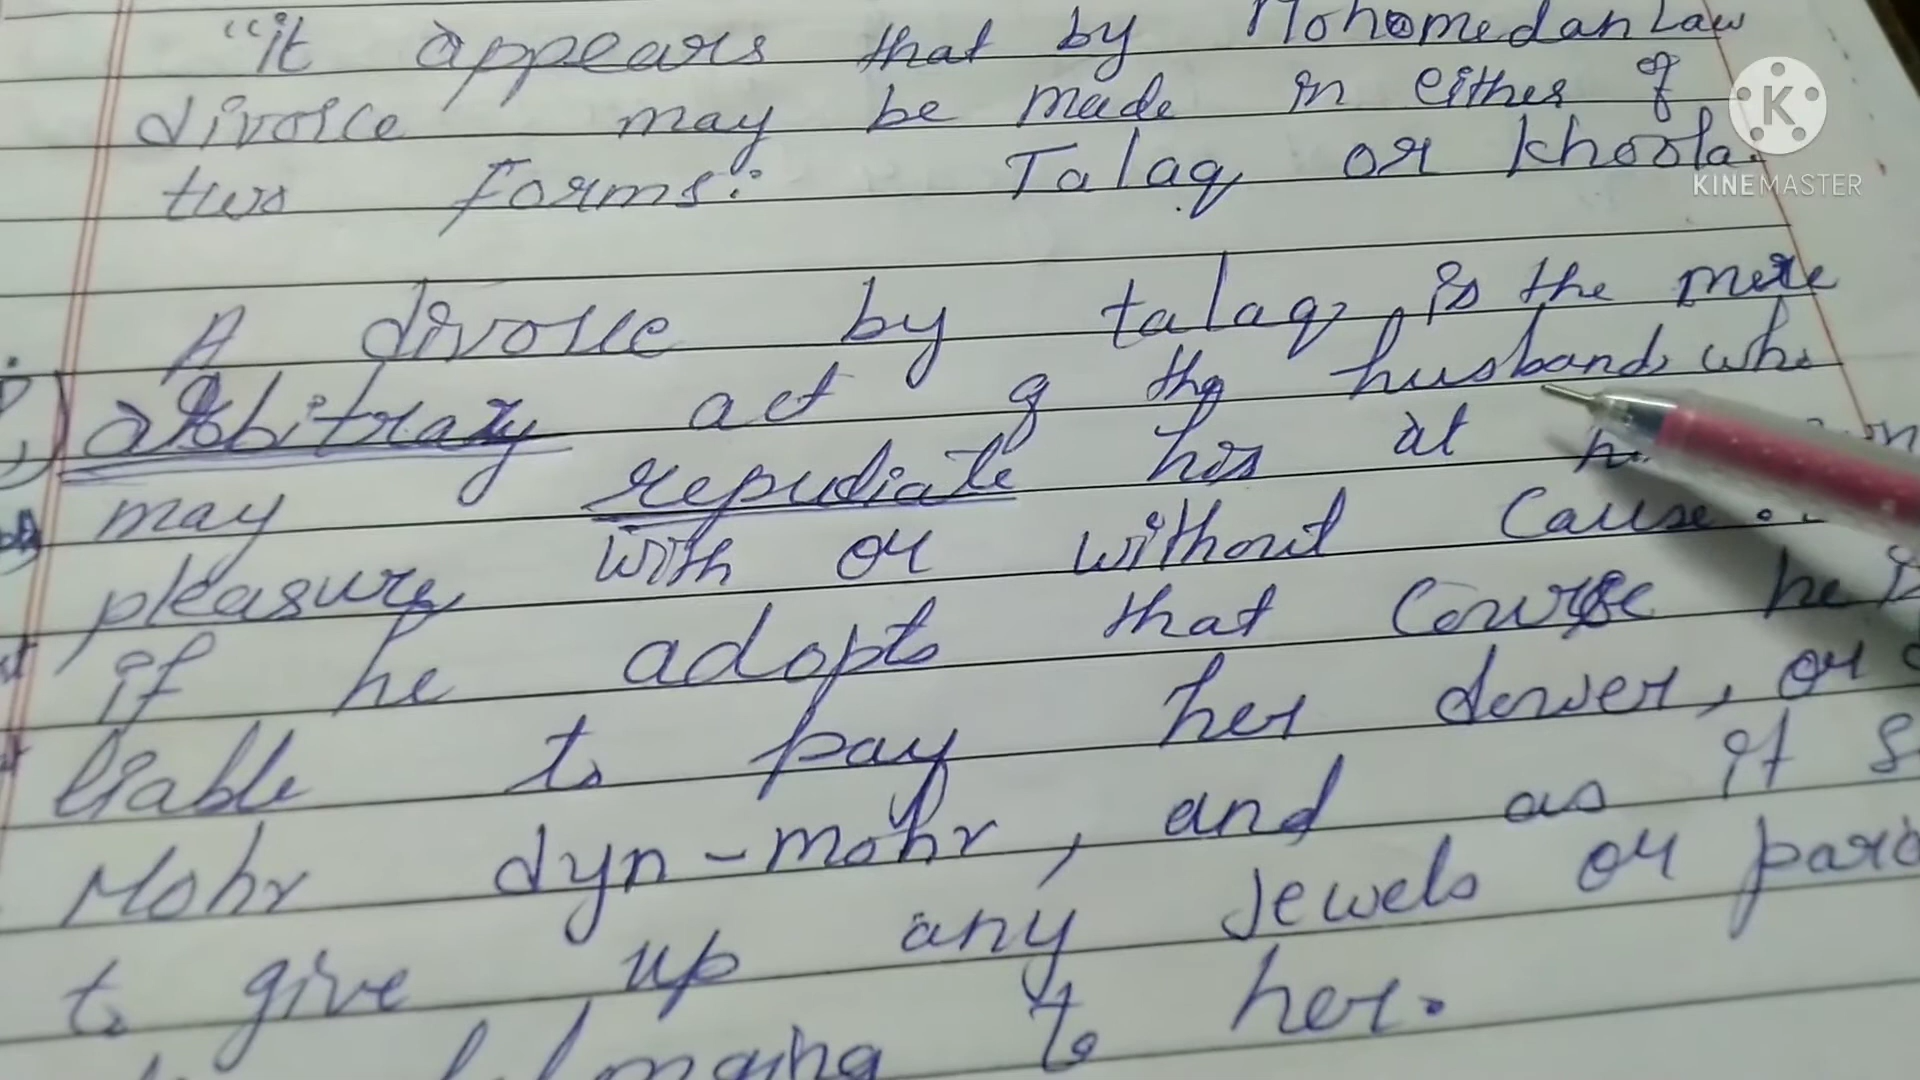 "it appears that by Mohomedan Law
divorce may be made in either of
two forms: Talaq or khoola.
KINEMASTER
A divorce by talaq, is the mere
arbitrary act of the husband, who
may repudiate his at
pleasure, with or without cause.
if he adopts that course he is
liable to pay her dower, or
Mohr dyn-mohr, and as if
to give up any jewels or
belonging to her.